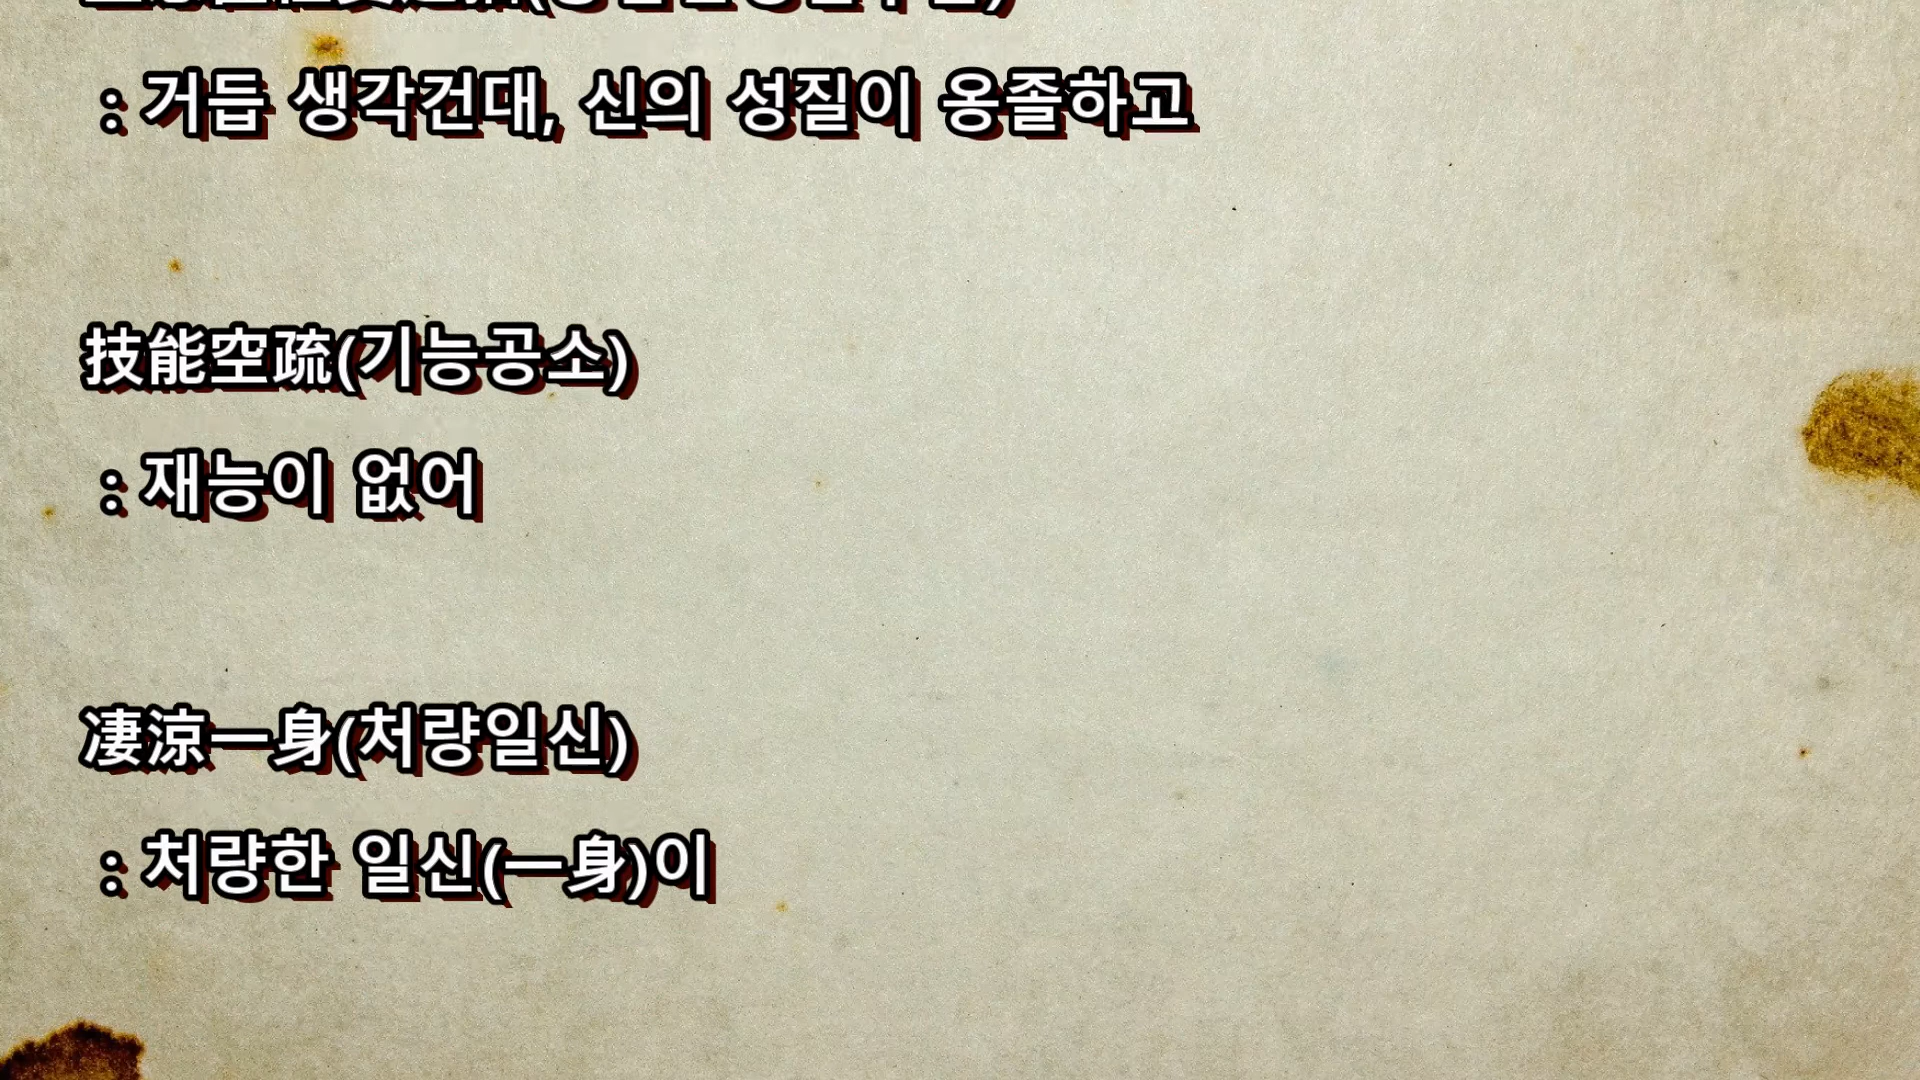 : 거듭 생각건대, 신의 성질이 옹졸하고
技能空疏(기능공소)
: 재능이 없어
凄涼一身(처량일신)
: 처량한 일신(一身)이